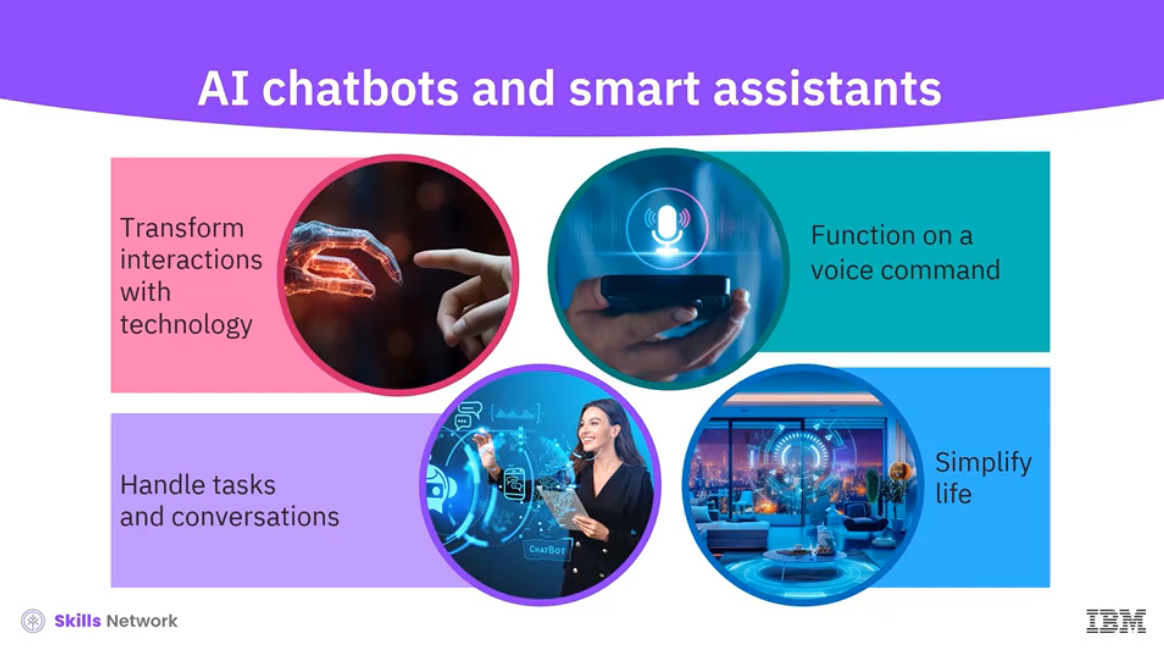 AI chatbots and smart assistants
Transform
interactions
with
technology
Function on a
voice command
Handle tasks
and conversations
CHATBOT
Simplify
life
Skills Network
IBM